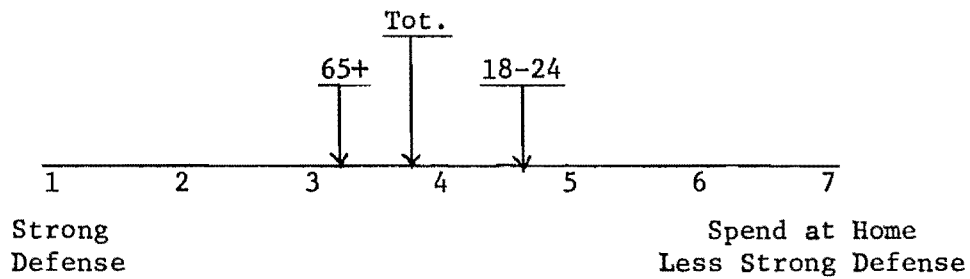 Tot.
65+ 18-24
1 2 3 4 5 6 7
Strong Spend at Home
Defense Less Strong Defense